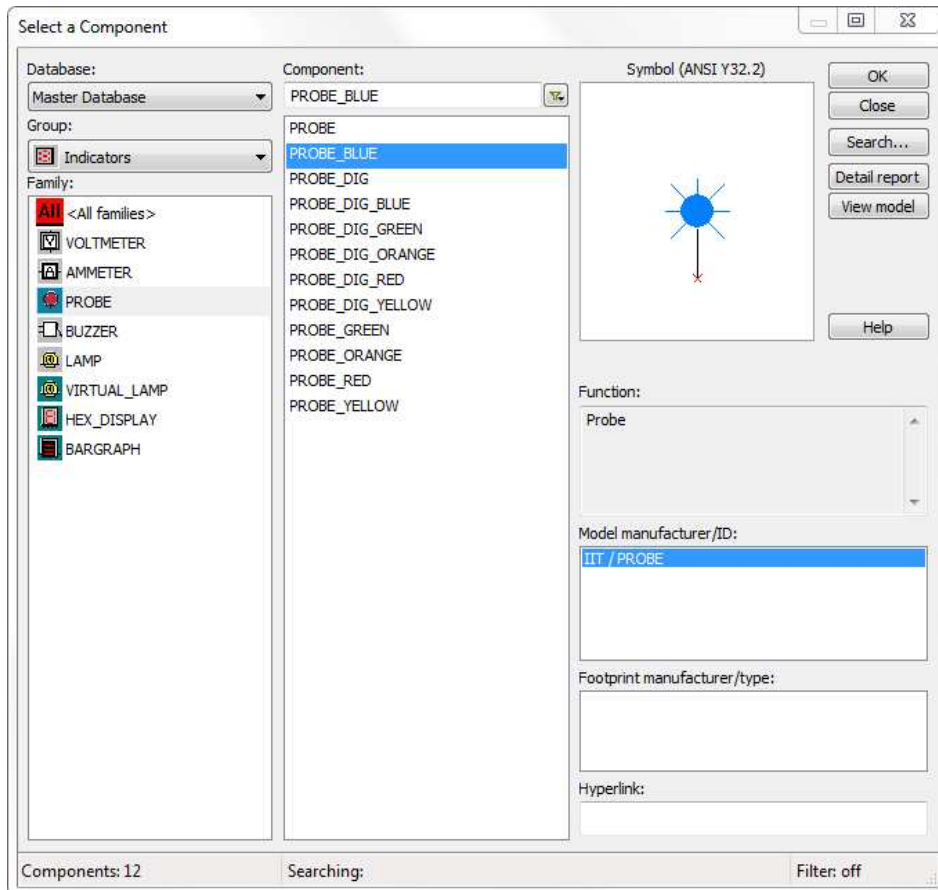 Select a Component
Database:
Master Database
Group:
Indicators
Family:
All <All families>
V VOLTMETER
A AMMETER
PROBE
BUZZER
LAMP
VIRTUAL_LAMP
HEX_DISPLAY
BARGRAPH
Component:
PROBE_BLUE
PROBE
PROBE_BLUE
PROBE_DIG
PROBE_DIG_BLUE
PROBE_DIG_GREEN
PROBE_DIG_ORANGE
PROBE_DIG_RED
PROBE_DIG_YELLOW
PROBE_GREEN
PROBE_ORANGE
PROBE_RED
PROBE_YELLOW
Symbol (ANSI Y32.2)
OK
Close
Search...
Detail report
View model
Help
Function:
Probe
Model manufacturer/ID:
IIT / PROBE
Footprint manufacturer/type:
Hyperlink:
Components: 12
Searching:
Filter: off